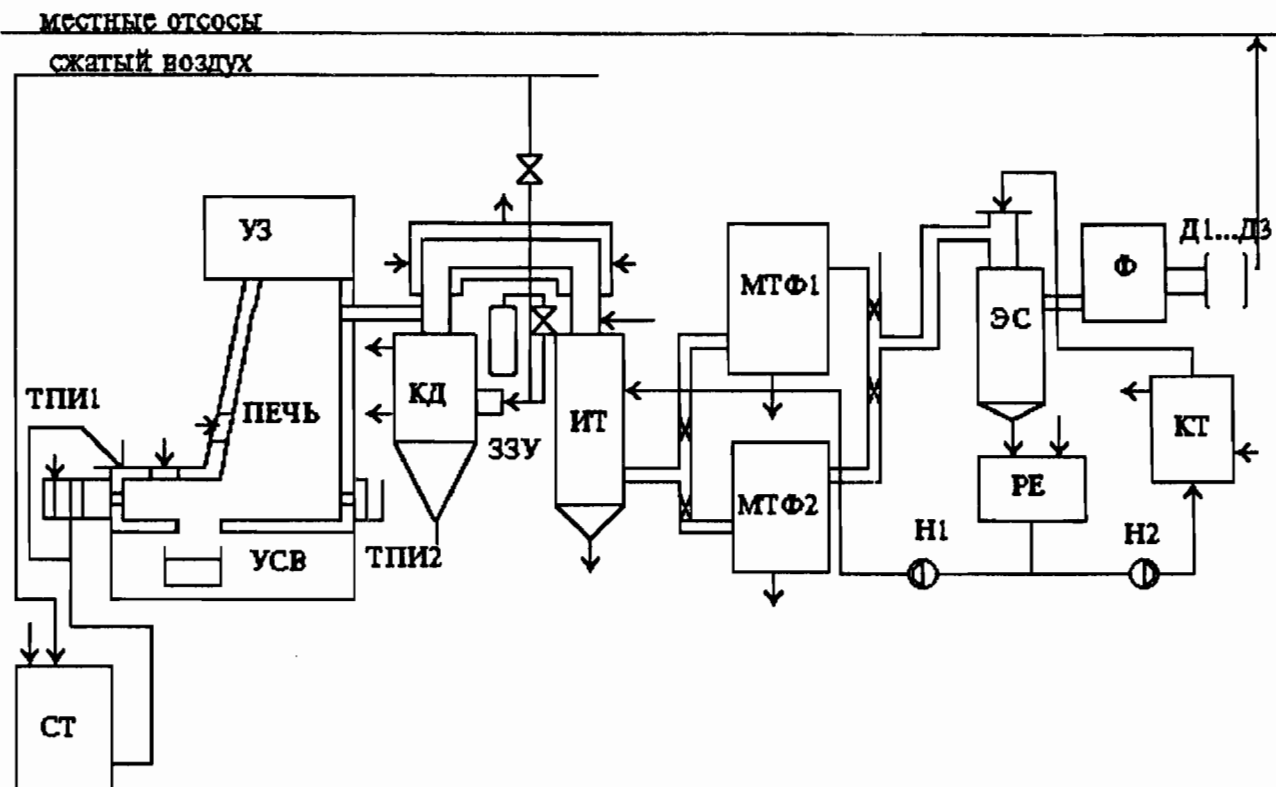 местные отсосы
сжатый воздух
УЗ
МТФ1
Д1...Д3
Ф
ЭС
ТПИ1
ПЕЧЬ
КД
ИТ
КТ
ЗЗУ
РЕ
МТФ2
Н1
Н2
УСВ
ТПИ2
СТ